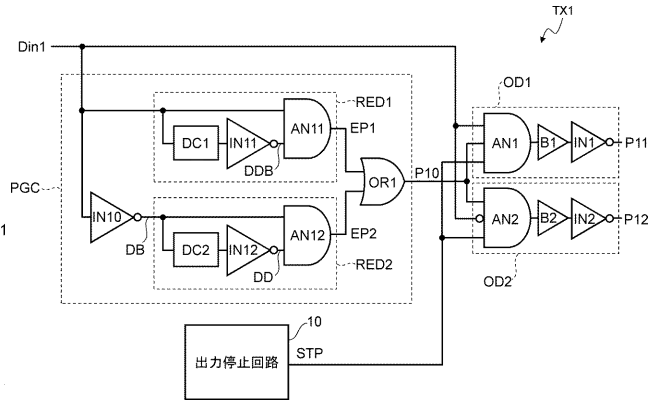 TX1
Din1
OD1
RED1
AN11
EP1
DC1
IN11
DDB
AN1
B1
IN1
P11
PGC
OR1
P10
1
IN10
DB
AN12
EP2
DC2
IN12
DD
RED2
AN2
B2
IN2
P12
OD2
10
出力停止回路
STP